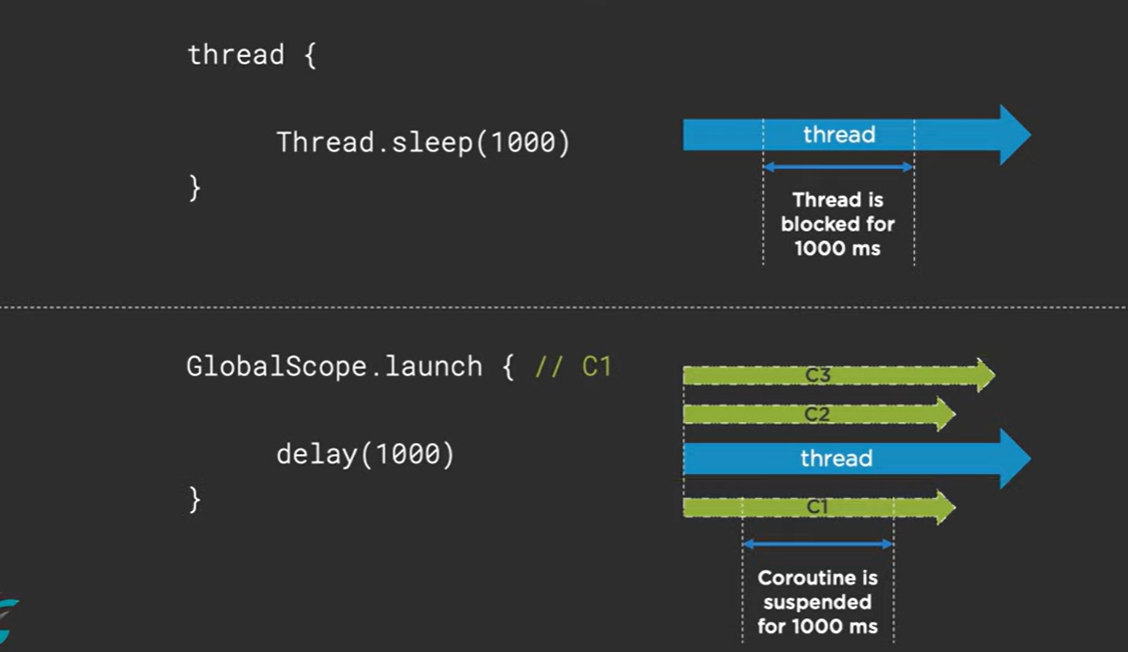 thread {
Thread.sleep(1000)
}
thread
Thread is
blocked for
1000 ms
GlobalScope.launch { // C1
delay(1000)
}
C3
C2
thread
C1
Coroutine is
suspended
for 1000 ms